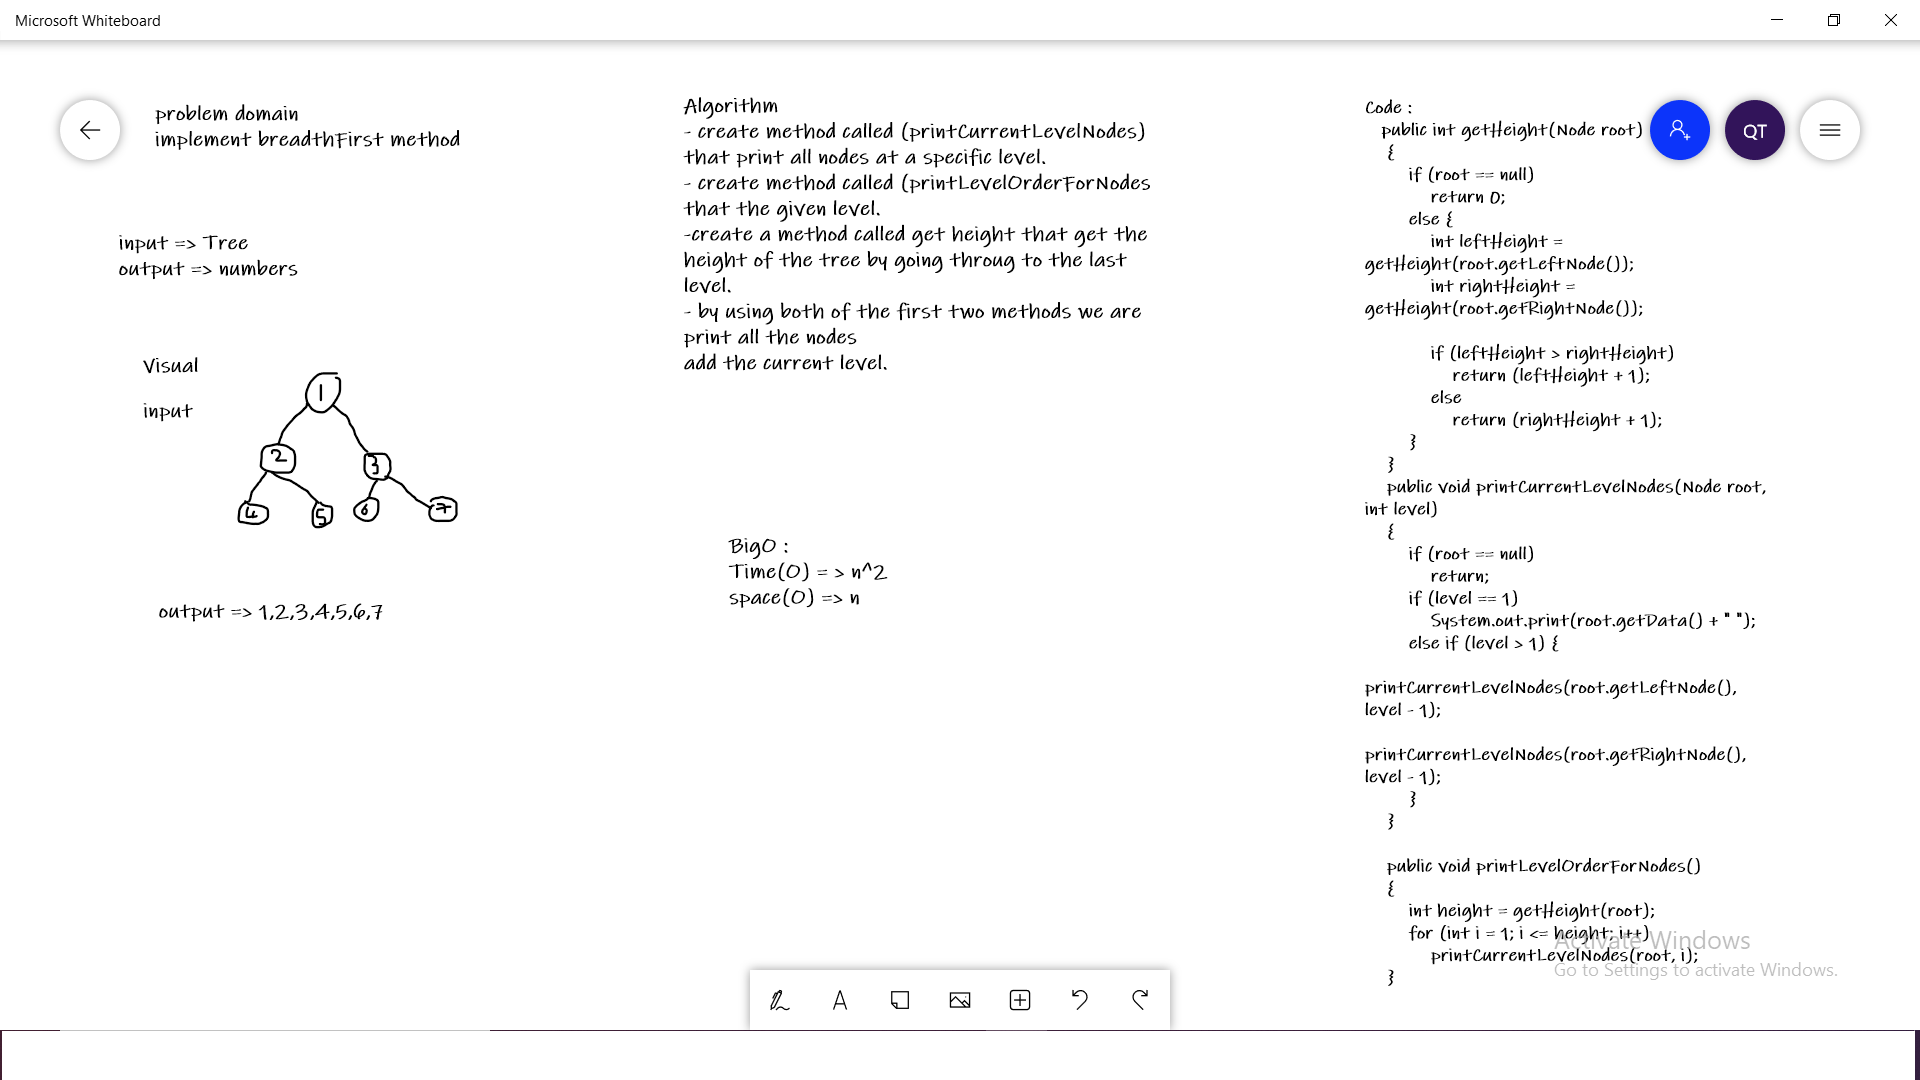 Microsoft Whiteboard
problem domain
implement breadthFirst method
input => Tree
output => numbers
Visual
input
1
2
3
4
5
6
7
output => 1,2,3,4,5,6,7
Algorithm
- create method called (printCurrentLevelNodes)
that print all nodes at a specific level.
- create method called (printLevelOrderForNodes
that the given level.
-create a method called get height that get the
height of the tree by going throug to the last
level.
- by using both of the first two methods we are
print all the nodes
add the current level.
BigO :
Time(O) = > n^2
space(O) => n
Code :
public int getHeight(Node root)
{
if (root == null)
return 0;
else {
int leftHeight =
getHeight(root.getLeftNode());
int rightHeight =
getHeight(root.getRightNode());
if (leftHeight > rightHeight)
return (leftHeight + 1);
else
return (rightHeight + 1);
}
}
public void printCurrentLevelNodes(Node root,
int level)
{
if (root == null)
return;
if (level == 1)
System.out.print(root.getData() + " ");
else if (level > 1) {
printCurrentLevelNodes(root.getLeftNode(),
level - 1);
printCurrentLevelNodes(root.getRightNode(),
level - 1);
}
}
public void printLevelOrderForNodes()
{
int height = getHeight(root);
for (int i = 1; i <= height; i++)
printCurrentLevelNodes(root, i);
}
QT
Activate Windows
Go to Settings to activate Windows.
A